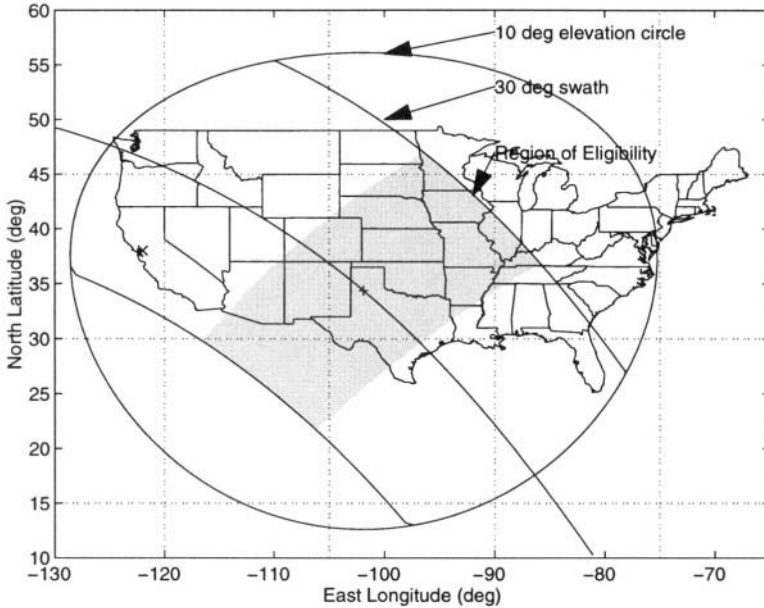 60
55
50
45
40
35
30
25
20
15
10
North Latitude (deg)
10 deg elevation circle
30 deg swath
Region of Eligibility
−130 −120 −110 −100 −90 −80 −70
East Longitude (deg)